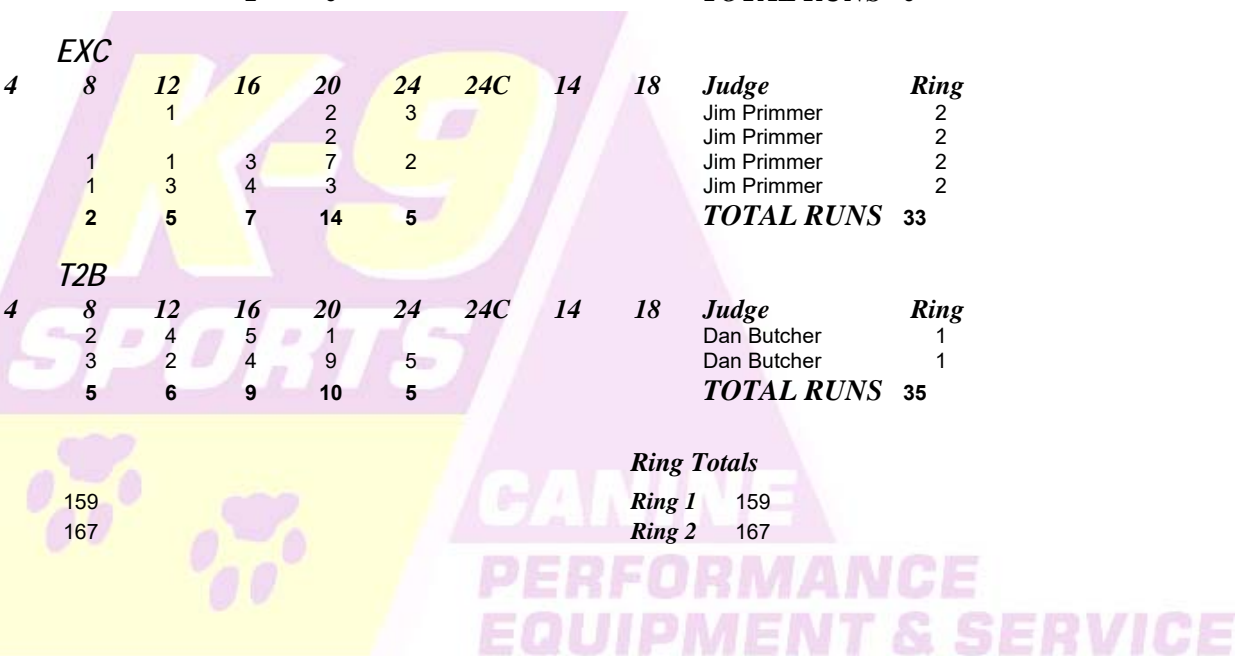 EXC
4 8 12 16 20 24 24C 14 18 Judge Ring
1 2 3 Jim Primmer 2
2 Jim Primmer 2
1 1 3 7 2 Jim Primmer 2
1 3 4 3 Jim Primmer 2
2 5 7 14 5 TOTAL RUNS 33
T2B
4 8 12 16 20 24 24C 14 18 Judge Ring
2 4 5 1 Dan Butcher 1
3 2 4 9 5 Dan Butcher 1
5 6 9 10 5 TOTAL RUNS 35
Ring Totals
159 Ring 1 159
167 Ring 2 167
K-9
SPORTS
CANINE
PERFORMANCE
EQUIPMENT & SERVICE